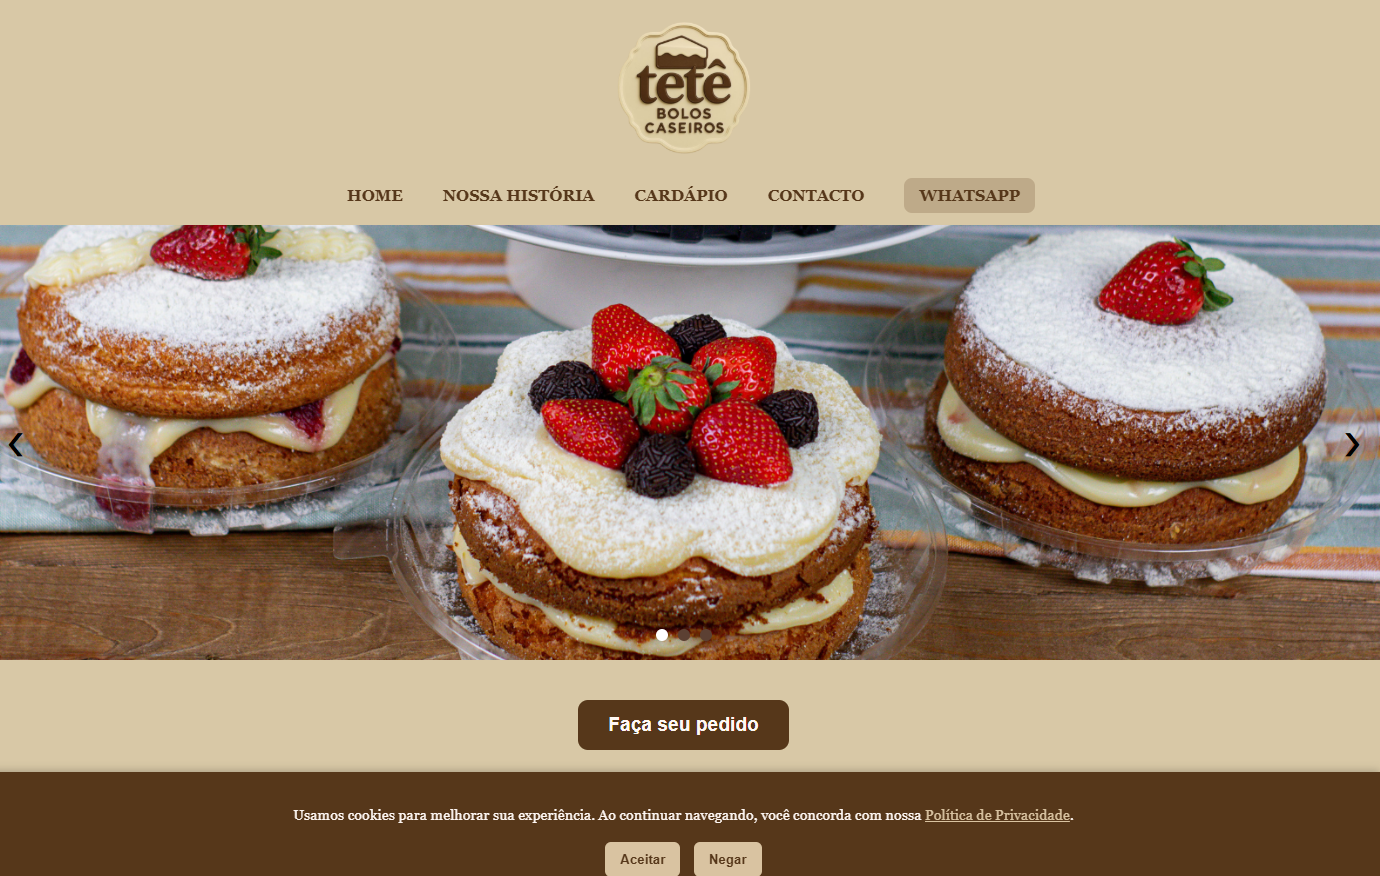 tetê
BOLOS
CASEIROS
HOME NOSSA HISTÓRIA CARDÁPIO CONTACTO WHATSAPP
❮ ❯
Faça seu pedido
Usamos cookies para melhorar sua experiência. Ao continuar navegando, você concorda com nossa Política de Privacidade.
Aceitar Negar